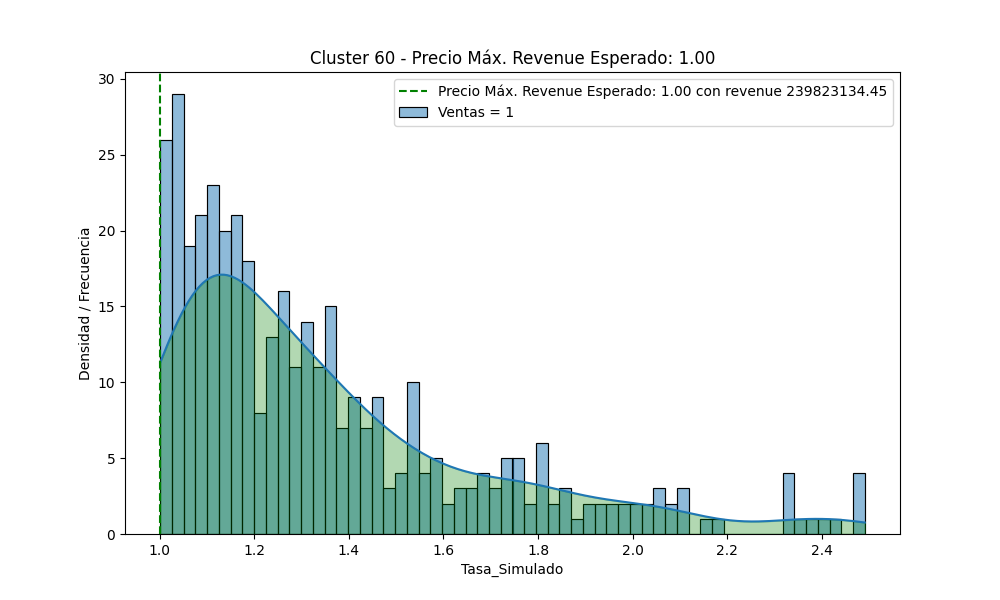 Cluster 60 - Precio Máx. Revenue Esperado: 1.00
Precio Máx. Revenue Esperado: 1.00 con revenue 239823134.45
Ventas = 1
30
25
20
15
10
5
0
Densidad / Frecuencia
1.0 1.2 1.4 1.6 1.8 2.0 2.2 2.4
Tasa_Simulado